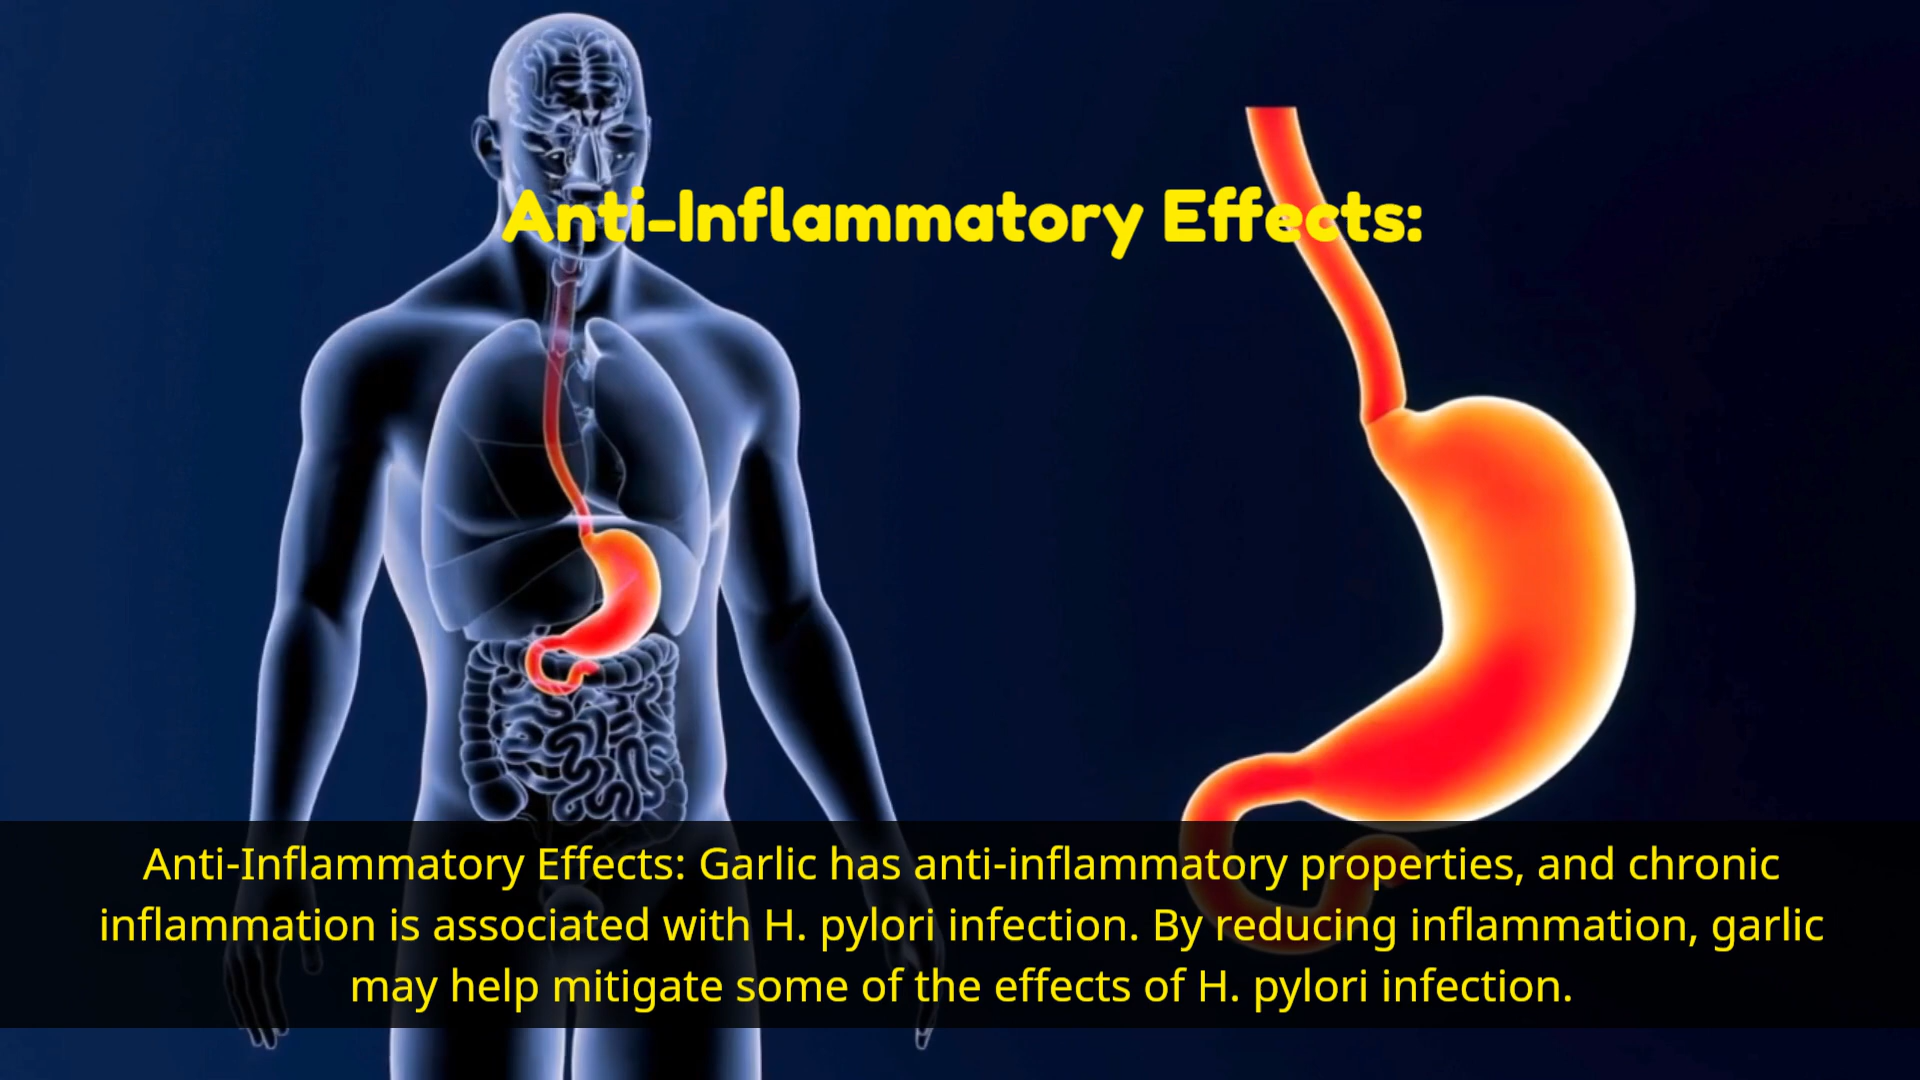 Anti-Inflammatory Effects:
Anti-Inflammatory Effects: Garlic has anti-inflammatory properties, and chronic
inflammation is associated with H. pylori infection. By reducing inflammation, garlic
may help mitigate some of the effects of H. pylori infection.